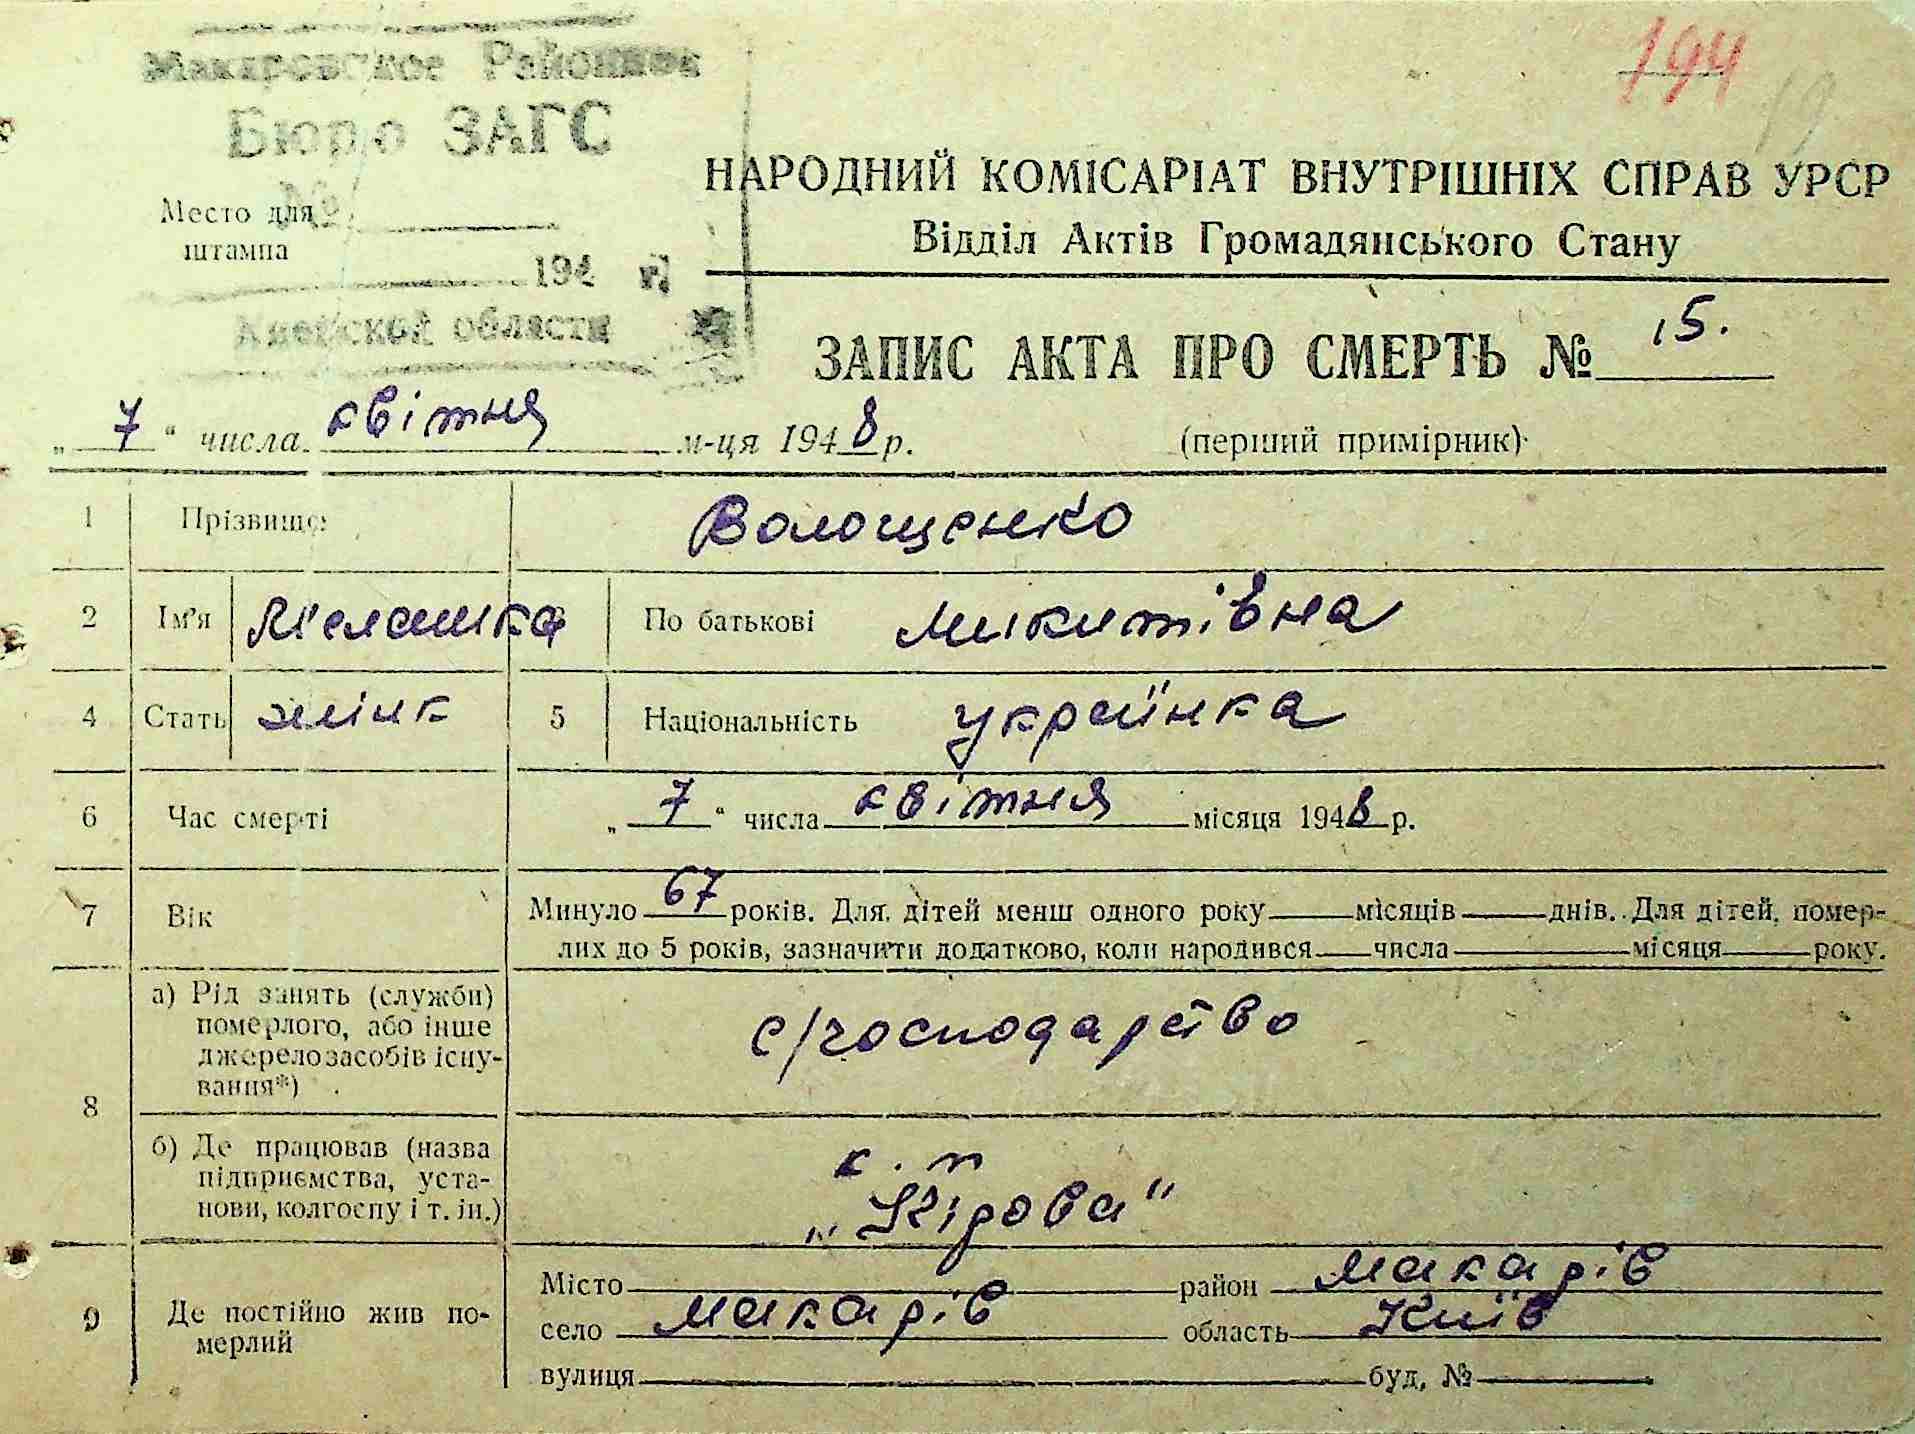 Макаровское Районное
Бюро ЗАГС
№
Место для
штампа
194 г.
Киевской области
194
19
НАРОДНИЙ КОМІСАРІАТ ВНУТРІШНІХ СПРАВ УРСР
Відділ Актів Громадянського Стану
ЗАПИС АКТА ПРО СМЕРТЬ № 15.
„ 7 “ числа квітня м-ця 1948 р. (перший примірник)
1 Прізвище Волощенко
2 Ім’я Мелашка 3 По батькові Микитівна
4 Стать жінк 5 Національність українка
6 Час смерті „ 7 “ числа квітня місяця 1948 р.
7 Вік Минуло 67 років. Для дітей менш одного року місяців днів. Для дітей, помер-
лих до 5 років, зазначити додатково, коли народився числа місяця року.
8 а) Рід занять (служби)
померлого, або інше
джерело засобів існу-
вання*)
с/господарство
б) Де працював (назва
підприємства, уста-
нови, колгоспу і т. ін.)
к. п
„Кірова“
9 Де постійно жив по-
мерлий
Місто район Макарів
село Макарів область Київ
вулиця буд. №